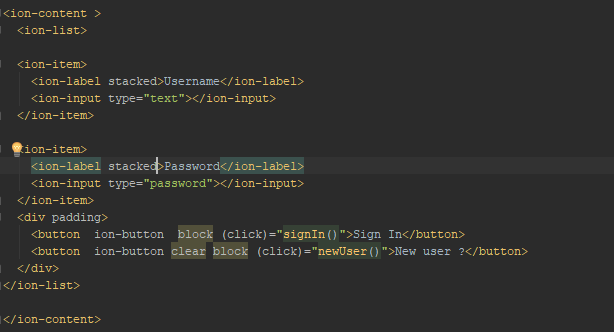 <ion-content >
<ion-list>
<ion-item>
<ion-label stacked>Username</ion-label>
<ion-input type="text"></ion-input>
</ion-item>
<ion-item>
<ion-label stacked>Password</ion-label>
<ion-input type="password"></ion-input>
</ion-item>
<div padding>
<button  ion-button  block (click)="signIn()">Sign In</button>
<button  ion-button clear block (click)="newUser()">New user ?</button>
</div>
</ion-list>
</ion-content>